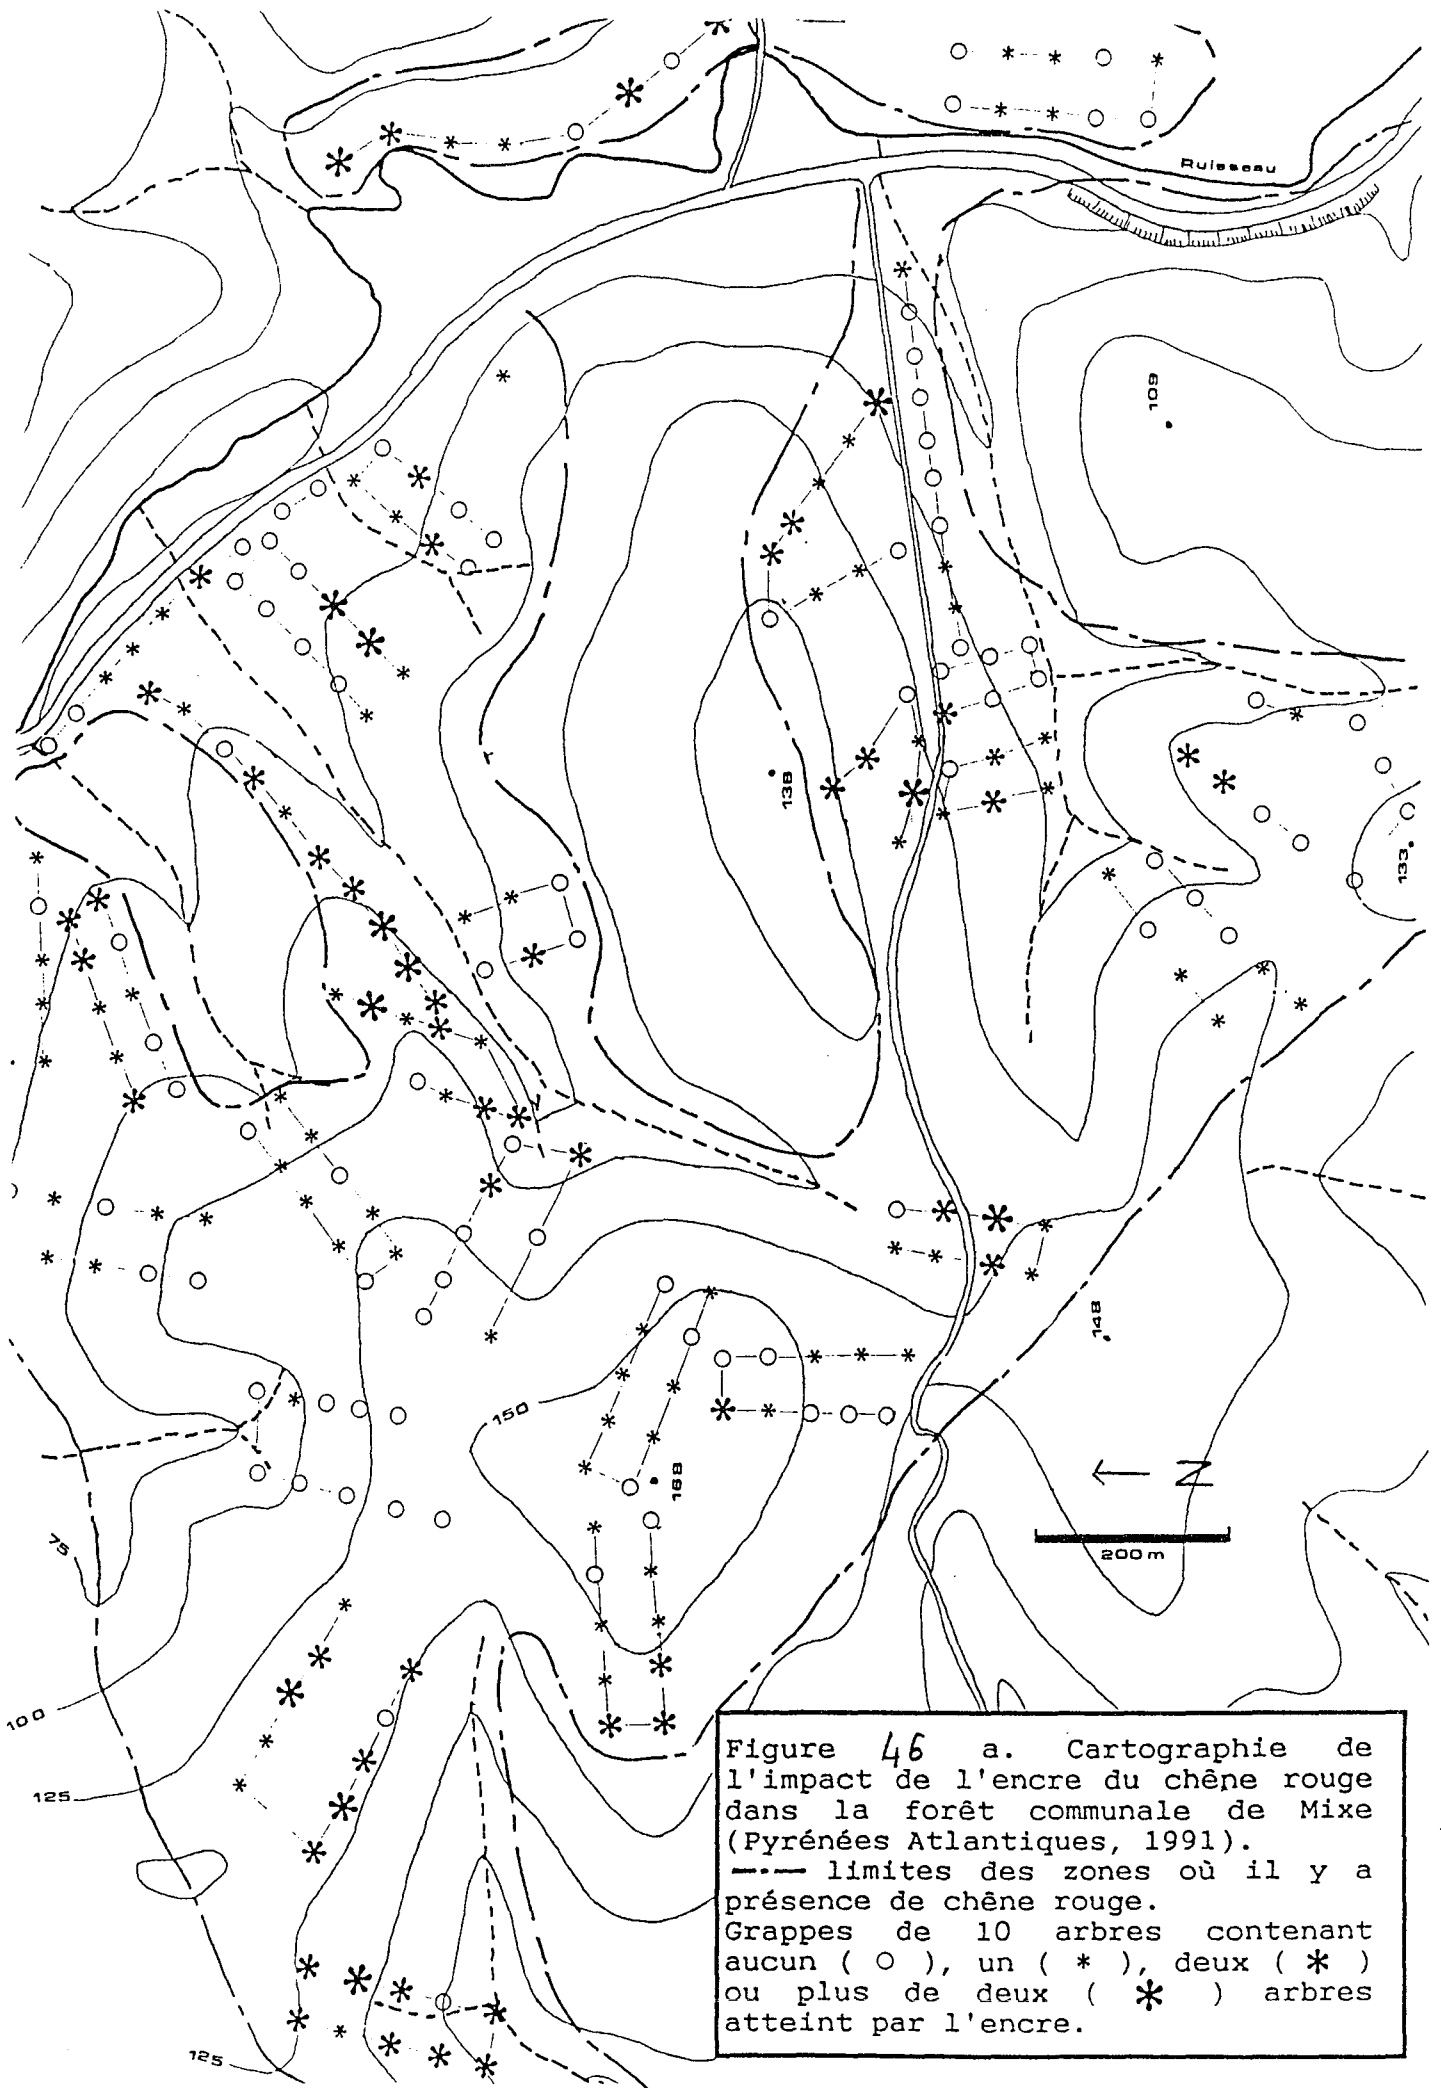 Ruisseau
109
138
133
148
150
168
N
200 m
75
100
125
125
Figure 46 a. Cartographie de
l'impact de l'encre du chêne rouge
dans la forêt communale de Mixe
(Pyrénées Atlantiques, 1991).
limites des zones où il y a
présence de chêne rouge.
Grappes de 10 arbres contenant
aucun ( O ), un ( * ), deux ( * )
ou plus de deux ( * ) arbres
atteint par l'encre.